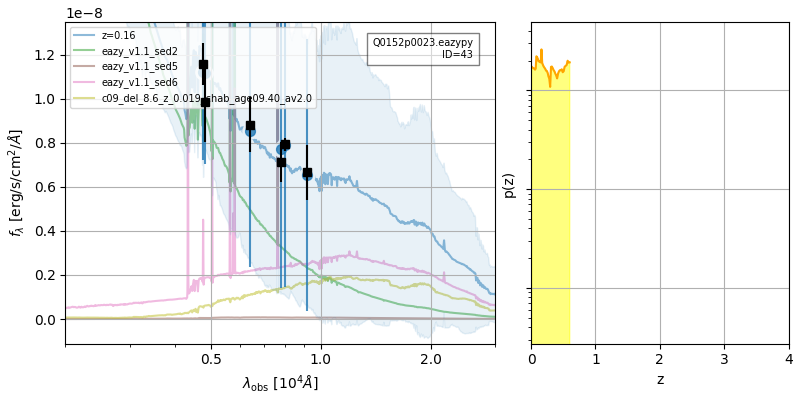 1e−8
z=0.16
eazy_v1.1_sed2
eazy_v1.1_sed5
eazy_v1.1_sed6
c09_del_8.6_z_0.019_chab_age09.40_av2.0
Q0152p0023.eazypy
ID=43
1.2
1.0
0.8
0.6
0.4
0.2
0.0
fλ [erg/s/cm²/Å]
0.5 1.0 2.0
λobs [10⁴Å]
p(z)
0 1 2 3 4
z